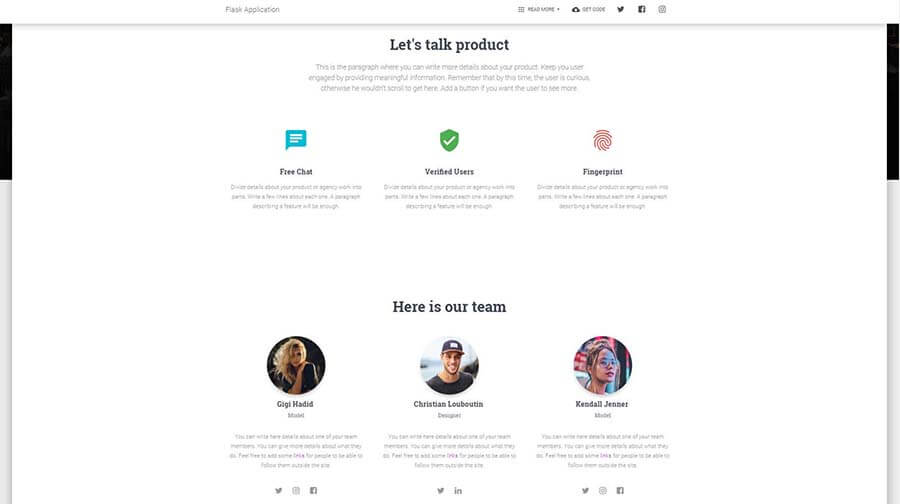 Flask Application
READ MORE
GET CODE
Let's talk product
This is the paragraph where you can write more details about your product. Keep you user
engaged by providing meaningful information. Remember that by this time, the user is curious,
otherwise he wouldn't scroll to get here. Add a button if you want the user to see more.
Free Chat
Divide details about your product or agency work into
parts. Write a few lines about each one. A paragraph
describing a feature will be enough.
Verified Users
Divide details about your product or agency work into
parts. Write a few lines about each one. A paragraph
describing a feature will be enough.
Fingerprint
Divide details about your product or agency work into
parts. Write a few lines about each one. A paragraph
describing a feature will be enough.
Here is our team
Gigi Hadid
Model
You can write here details about one of your team
members. You can give more details about what they
do. Feel free to add some links for people to be able to
follow them outside the site.
Christian Louboutin
Designer
You can write here details about one of your team
members. You can give more details about what they
do. Feel free to add some links for people to be able to
follow them outside the site.
Kendall Jenner
Model
You can write here details about one of your team
members. You can give more details about what they
do. Feel free to add some links for people to be able to
follow them outside the site.